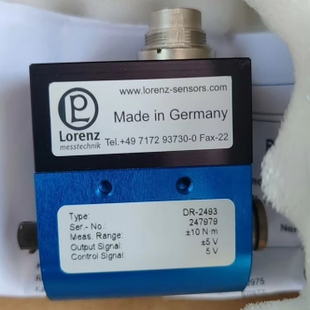 www.lorenz-sensors.com
Lorenz
messtechnik
Made in Germany
Tel.+49 7172 93730-0 Fax-22
Type: DR-2493
Ser.- No.: 247979
Meas. Range: ±10 N·m
Output Signal: ±5 V
Control Signal: 5 V